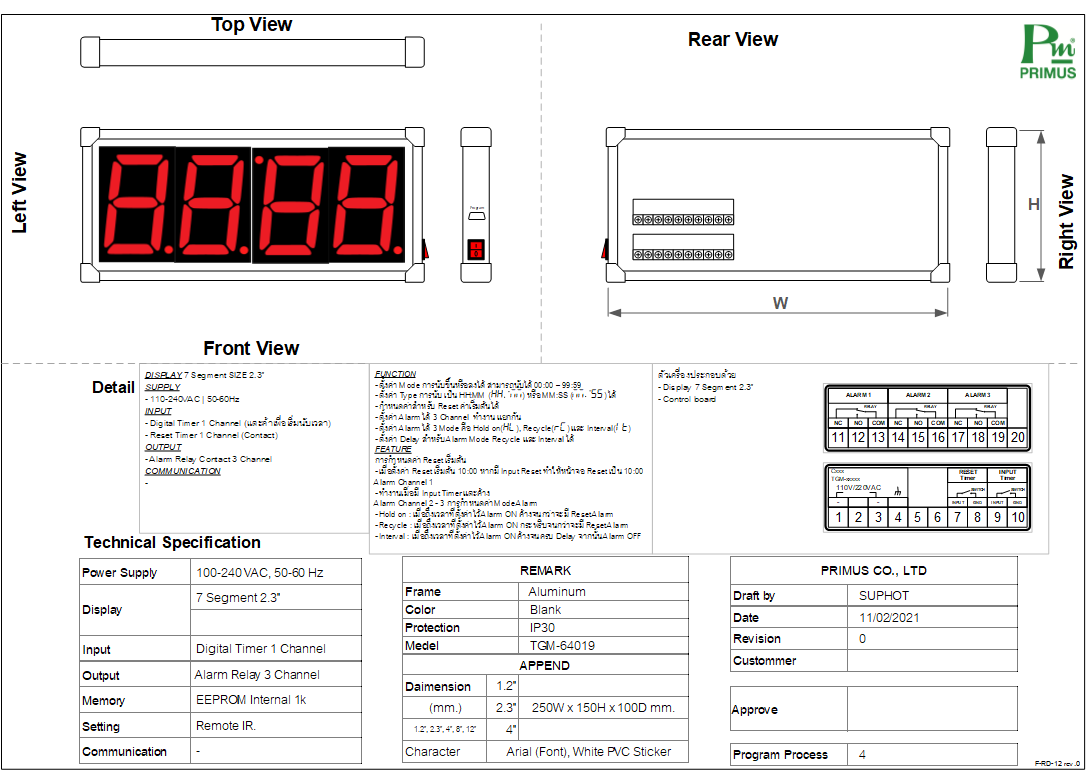 Top View
Rear View
PRIMUS
Left View
Program
H
Right View
W
Front View
Detail
DISPLAY 7 Segment SIZE 2.3"
SUPPLY
- 110-240VAC | 50-60Hz
INPUT
- Digital Timer 1 Channel (แตะค้างเพื่อเริ่มนับเวลา)
- Reset Timer 1 Channel (Contact)
OUTPUT
- Alarm Relay Contact 3 Channel
COMMUNICATION
-
FUNCTION
- ตั้งค่า Mode การนับขึ้นหรือลงได้ สามารถนับได้ 00:00 – 99:59
- ตั้งค่า Type การนับเป็น HH:MM หรือ MM:SS ได้
- กำหนดค่าสำหรับ Reset ค่าเริ่มต้นได้
- ตั้งค่า Alarm ได้ 3 Channel ทำงานแยกกัน
- ตั้งค่า Alarm ได้ 3 Mode คือ Hold on(HL), Recycle(rC) และ Interval(It)
- ตั้งค่า Delay สำหรับ Alarm Mode Recycle และ Interval ได้
FEATURE
การกำหนดค่า Reset เริ่มต้น
- เมื่อตั้งค่า Reset เริ่มต้น 10:00 หากมี Input Reset ทำให้หน้าจอ Reset เป็น 10:00
Alarm Channel 1
- ทำงานเมื่อมี Input Timer แตะค้าง
Alarm Channel 2 - 3 การกำหนดค่า Mode Alarm
- Hold on : เมื่อถึงเวลาที่ตั้งค่าไว้ Alarm ON ค้างจนกว่าจะมี Reset Alarm
- Recycle : เมื่อถึงเวลาที่ตั้งค่าไว้ Alarm ON กระพริบจนกว่าจะมี Reset Alarm
- Interval : เมื่อถึงเวลาที่ตั้งค่าไว้ Alarm ON ค้างจนครบ Delay จากนั้น Alarm OFF
ตัวเครื่องประกอบด้วย
- Display 7 Segment 2.3"
- Control board
ALARM 1 ALARM 2 ALARM 3
RELAY RELAY RELAY
NC NO COM NC NO COM NC NO COM
11 12 13 14 15 16 17 18 19 20
Cxxx
TGM-xxxx
110V/220VAC
RESET Timer INPUT Timer
SWITCH SWITCH
INPUT GND INPUT GND
1 2 3 4 5 6 7 8 9 10
Technical Specification
Power Supply 100-240 VAC, 50-60 Hz
Display 7 Segment 2.3"
Input Digital Timer 1 Channel
Output Alarm Relay 3 Channel
Memory EEPROM Internal 1k
Setting Remote IR.
Communication -
REMARK
Frame Aluminum
Color Blank
Protection IP30
Medel TGM-64019
APPEND
Daimension 1.2"
(mm.) 2.3" 250W x 150H x 100D mm.
1.2", 2.3", 4", 8", 12" 4"
Character Arial (Font), White PVC Sticker
PRIMUS CO., LTD
Draft by SUPHOT
Date 11/02/2021
Revision 0
Custommer
Approve
Program Process 4
F-RD-12 rev.0